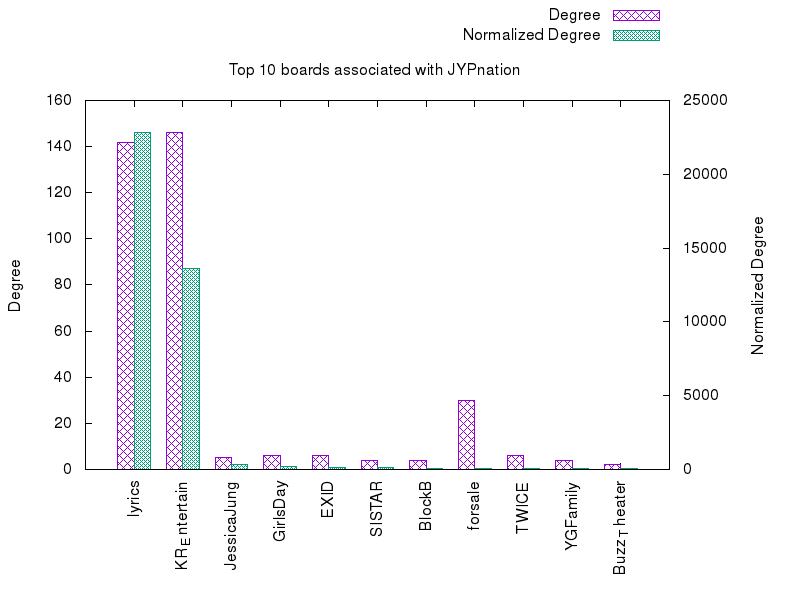 Degree
Normalized Degree
Top 10 boards associated with JYPnation
160
140
120
100
80
60
40
20
0
25000
20000
15000
10000
5000
0
Degree
Normalized Degree
lyrics
KR_Entertain
JessicaJung
GirlsDay
EXID
SISTAR
BlockB
forsale
TWICE
YGFamily
Buzz_Theater